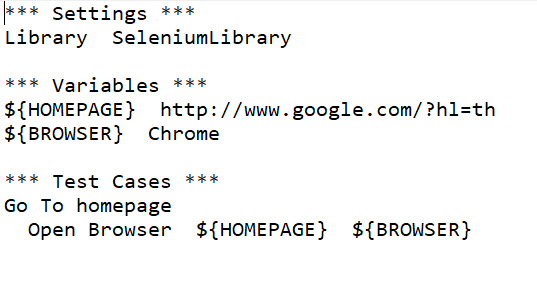 *** Settings ***
Library  SeleniumLibrary
*** Variables ***
${HOMEPAGE}  http://www.google.com/?hl=th
${BROWSER}  Chrome
*** Test Cases ***
Go To homepage
  Open Browser  ${HOMEPAGE}  ${BROWSER}